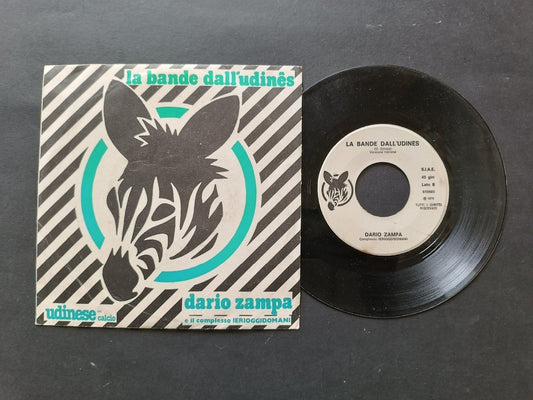 la bande dall'udinês
dario zampa
e il complesso IERIOGGIDOMANI
udinese
calcio
LA BANDE DALL'UDINES
Versione italiana
S.I.A.E.
45 giri
Lato B
STEREO
TUTTI I DIRITTI
RISERVATI
DARIO ZAMPA
Complesso IERIOGGIDOMANI